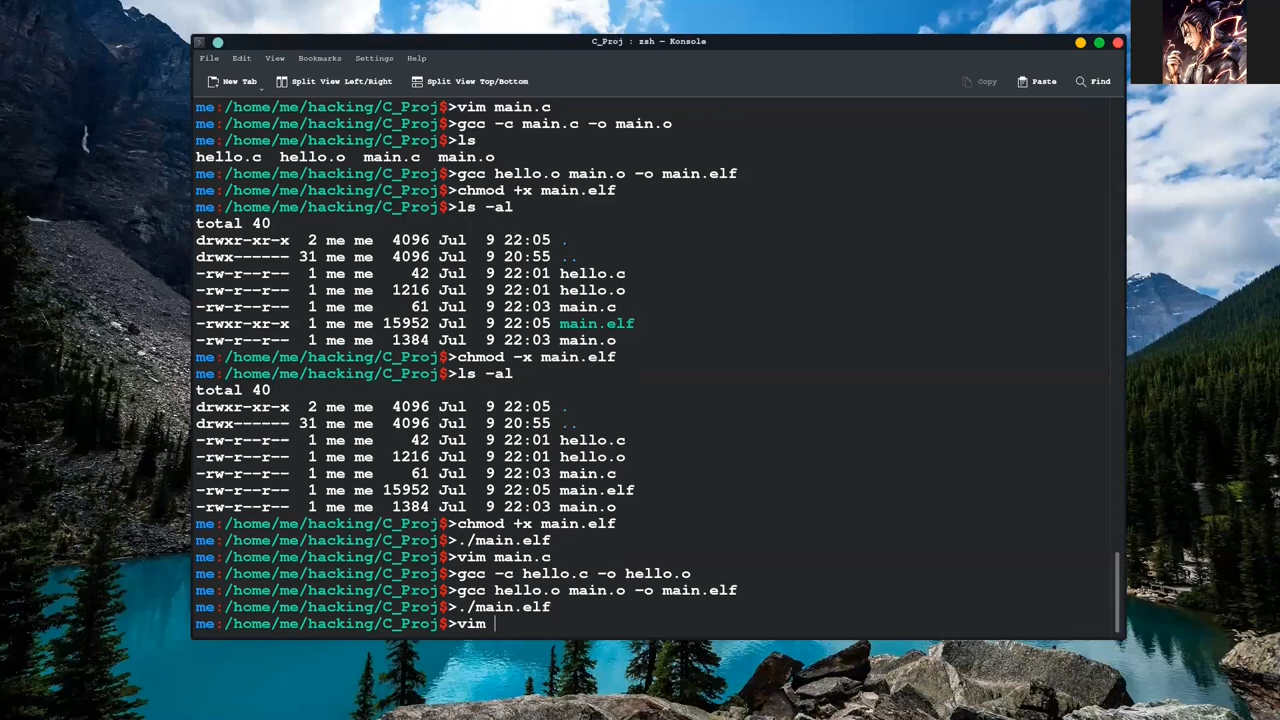 C_Proj : zsh — Konsole
File Edit View Bookmarks Settings Help
New Tab Split View Left/Right Split View Top/Bottom Copy Paste Find
me:/home/me/hacking/C_Proj$>vim main.c
me:/home/me/hacking/C_Proj$>gcc -c main.c -o main.o
me:/home/me/hacking/C_Proj$>ls
hello.c  hello.o  main.c  main.o
me:/home/me/hacking/C_Proj$>gcc hello.o main.o -o main.elf
me:/home/me/hacking/C_Proj$>chmod +x main.elf
me:/home/me/hacking/C_Proj$>ls -al
total 40
drwxr-xr-x  2 me me  4096 Jul  9 22:05 .
drwx------ 31 me me  4096 Jul  9 20:55 ..
-rw-r--r--  1 me me    42 Jul  9 22:01 hello.c
-rw-r--r--  1 me me  1216 Jul  9 22:01 hello.o
-rw-r--r--  1 me me    61 Jul  9 22:03 main.c
-rwxr-xr-x  1 me me 15952 Jul  9 22:05 main.elf
-rw-r--r--  1 me me  1384 Jul  9 22:03 main.o
me:/home/me/hacking/C_Proj$>chmod -x main.elf
me:/home/me/hacking/C_Proj$>ls -al
total 40
drwxr-xr-x  2 me me  4096 Jul  9 22:05 .
drwx------ 31 me me  4096 Jul  9 20:55 ..
-rw-r--r--  1 me me    42 Jul  9 22:01 hello.c
-rw-r--r--  1 me me  1216 Jul  9 22:01 hello.o
-rw-r--r--  1 me me    61 Jul  9 22:03 main.c
-rw-r--r--  1 me me 15952 Jul  9 22:05 main.elf
-rw-r--r--  1 me me  1384 Jul  9 22:03 main.o
me:/home/me/hacking/C_Proj$>chmod +x main.elf
me:/home/me/hacking/C_Proj$>./main.elf
me:/home/me/hacking/C_Proj$>vim main.c
me:/home/me/hacking/C_Proj$>gcc -c hello.c -o hello.o
me:/home/me/hacking/C_Proj$>gcc hello.o main.o -o main.elf
me:/home/me/hacking/C_Proj$>./main.elf
me:/home/me/hacking/C_Proj$>vim